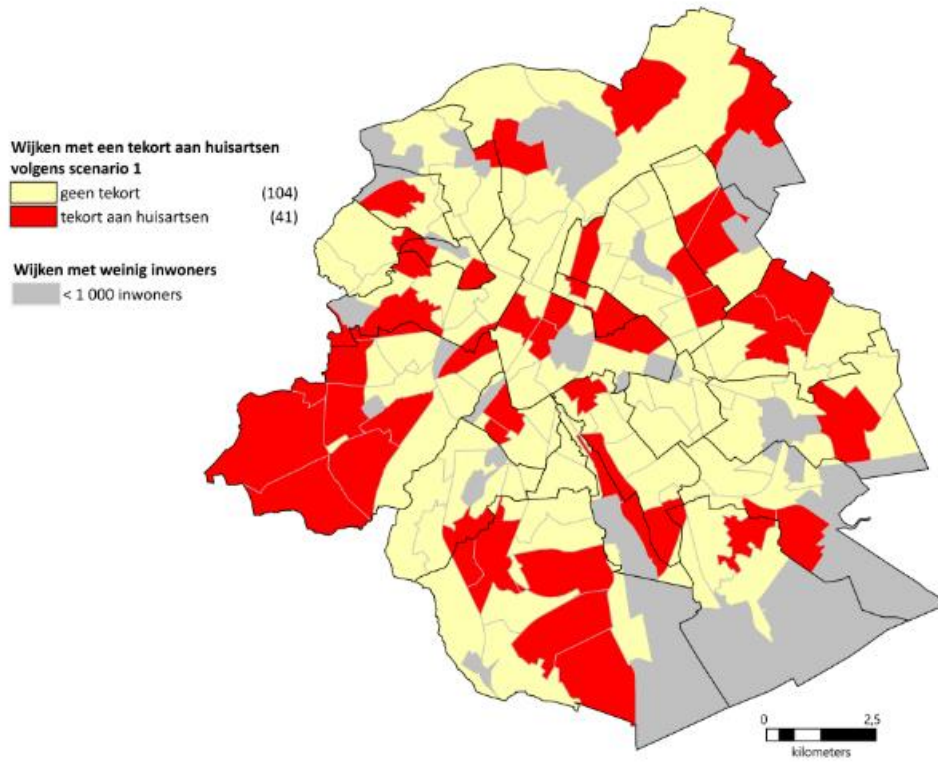 Wijken met een tekort aan huisartsen
volgens scenario 1
geen tekort (104)
tekort aan huisartsen (41)
Wijken met weinig inwoners
< 1 000 inwoners
0 2,5
kilometers